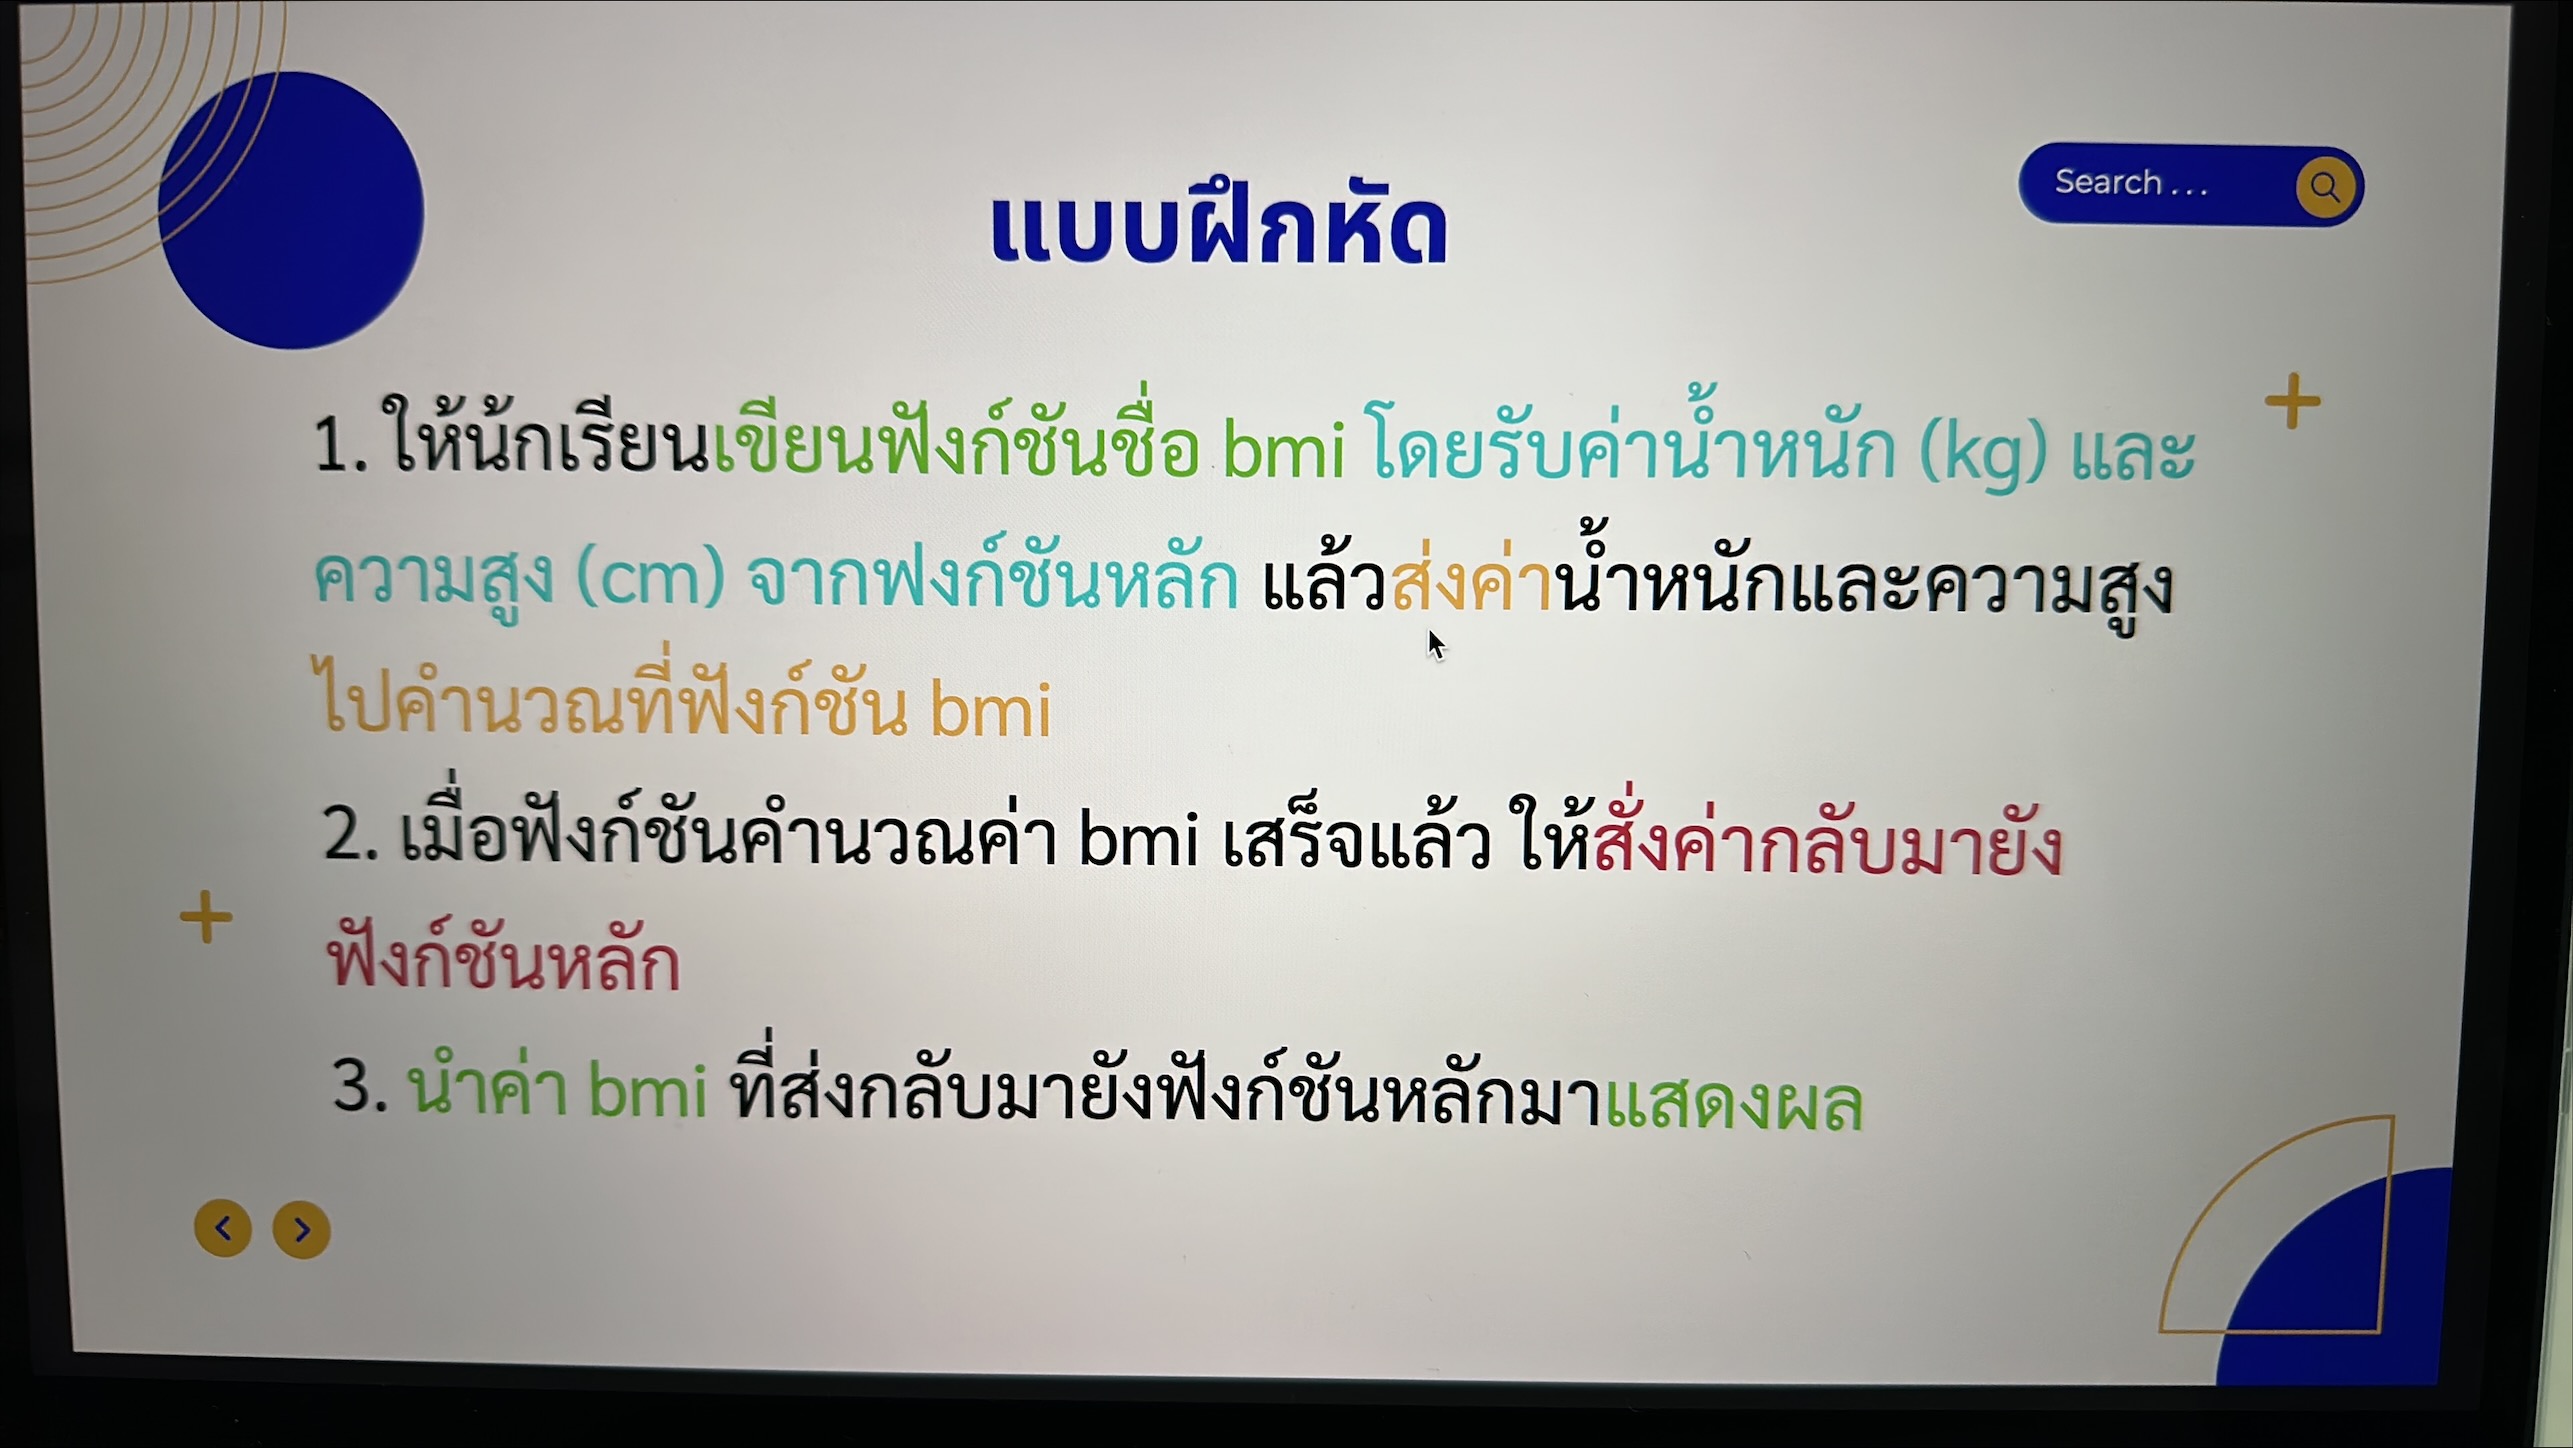 Search . . .
แบบฝึกหัด
1. ให้นักเรียนเขียนฟังก์ชันชื่อ bmi โดยรับค่าน้ำหนัก (kg) และ
ความสูง (cm) จากฟงก์ชันหลัก แล้วส่งค่าน้ำหนักและความสูง
ไปคำนวณที่ฟังก์ชัน bmi
2. เมื่อฟังก์ชันคำนวณค่า bmi เสร็จแล้ว ให้สั่งค่ากลับมายัง
ฟังก์ชันหลัก
3. นำค่า bmi ที่ส่งกลับมายังฟังก์ชันหลักมาแสดงผล